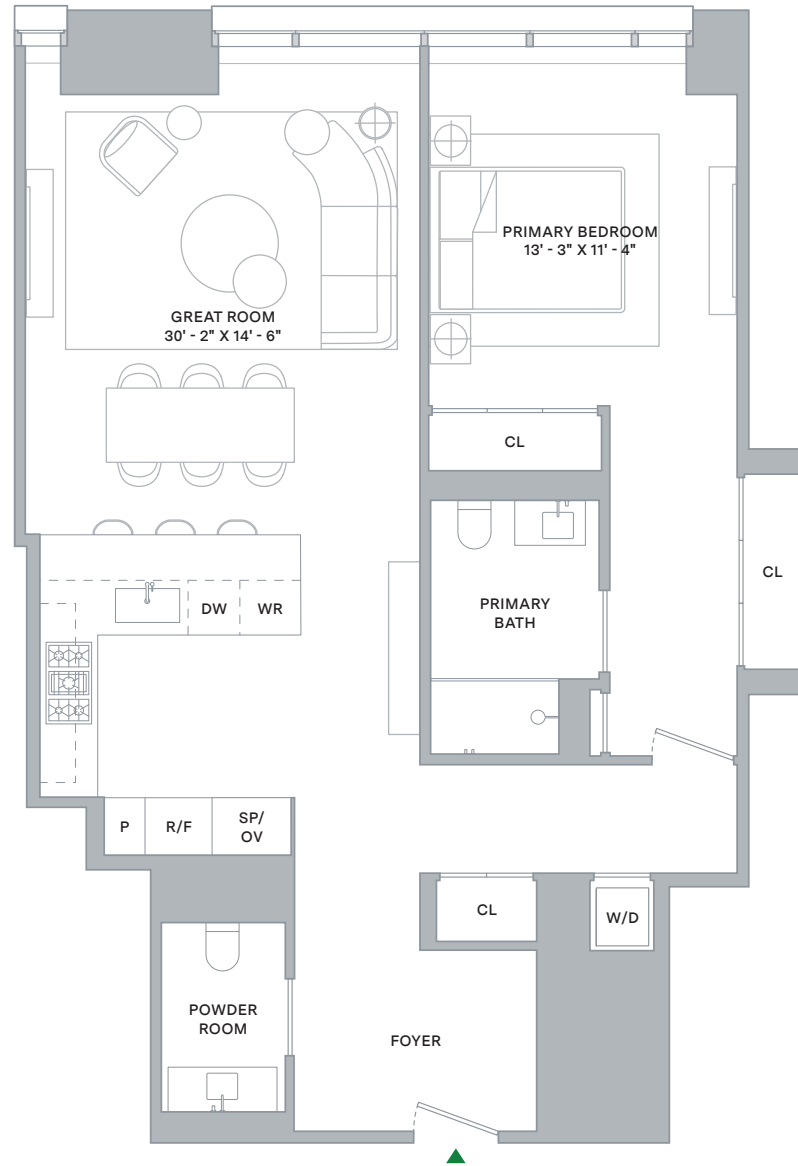 PRIMARY BEDROOM
13' - 3" X 11' - 4"
GREAT ROOM
30' - 2" X 14' - 6"
CL
CL
DW
WR
PRIMARY
BATH
P
R/F
SP/
OV
CL
W/D
POWDER
ROOM
FOYER